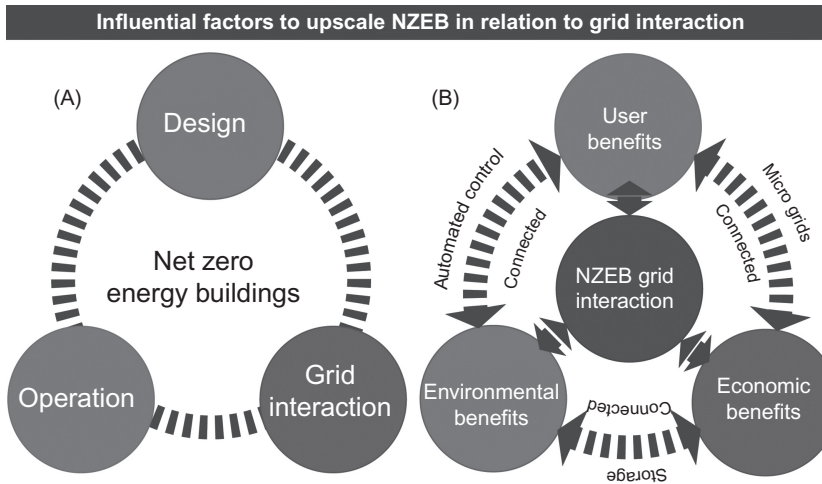 Influential factors to upscale NZEB in relation to grid interaction
(A)
Design
Net zero
energy buildings
Operation
Grid
interaction
(B)
User
benefits
Automated control
Connected
Micro grids
Connected
NZEB grid
interaction
Environmental
benefits
Economic
benefits
Connected
Storage